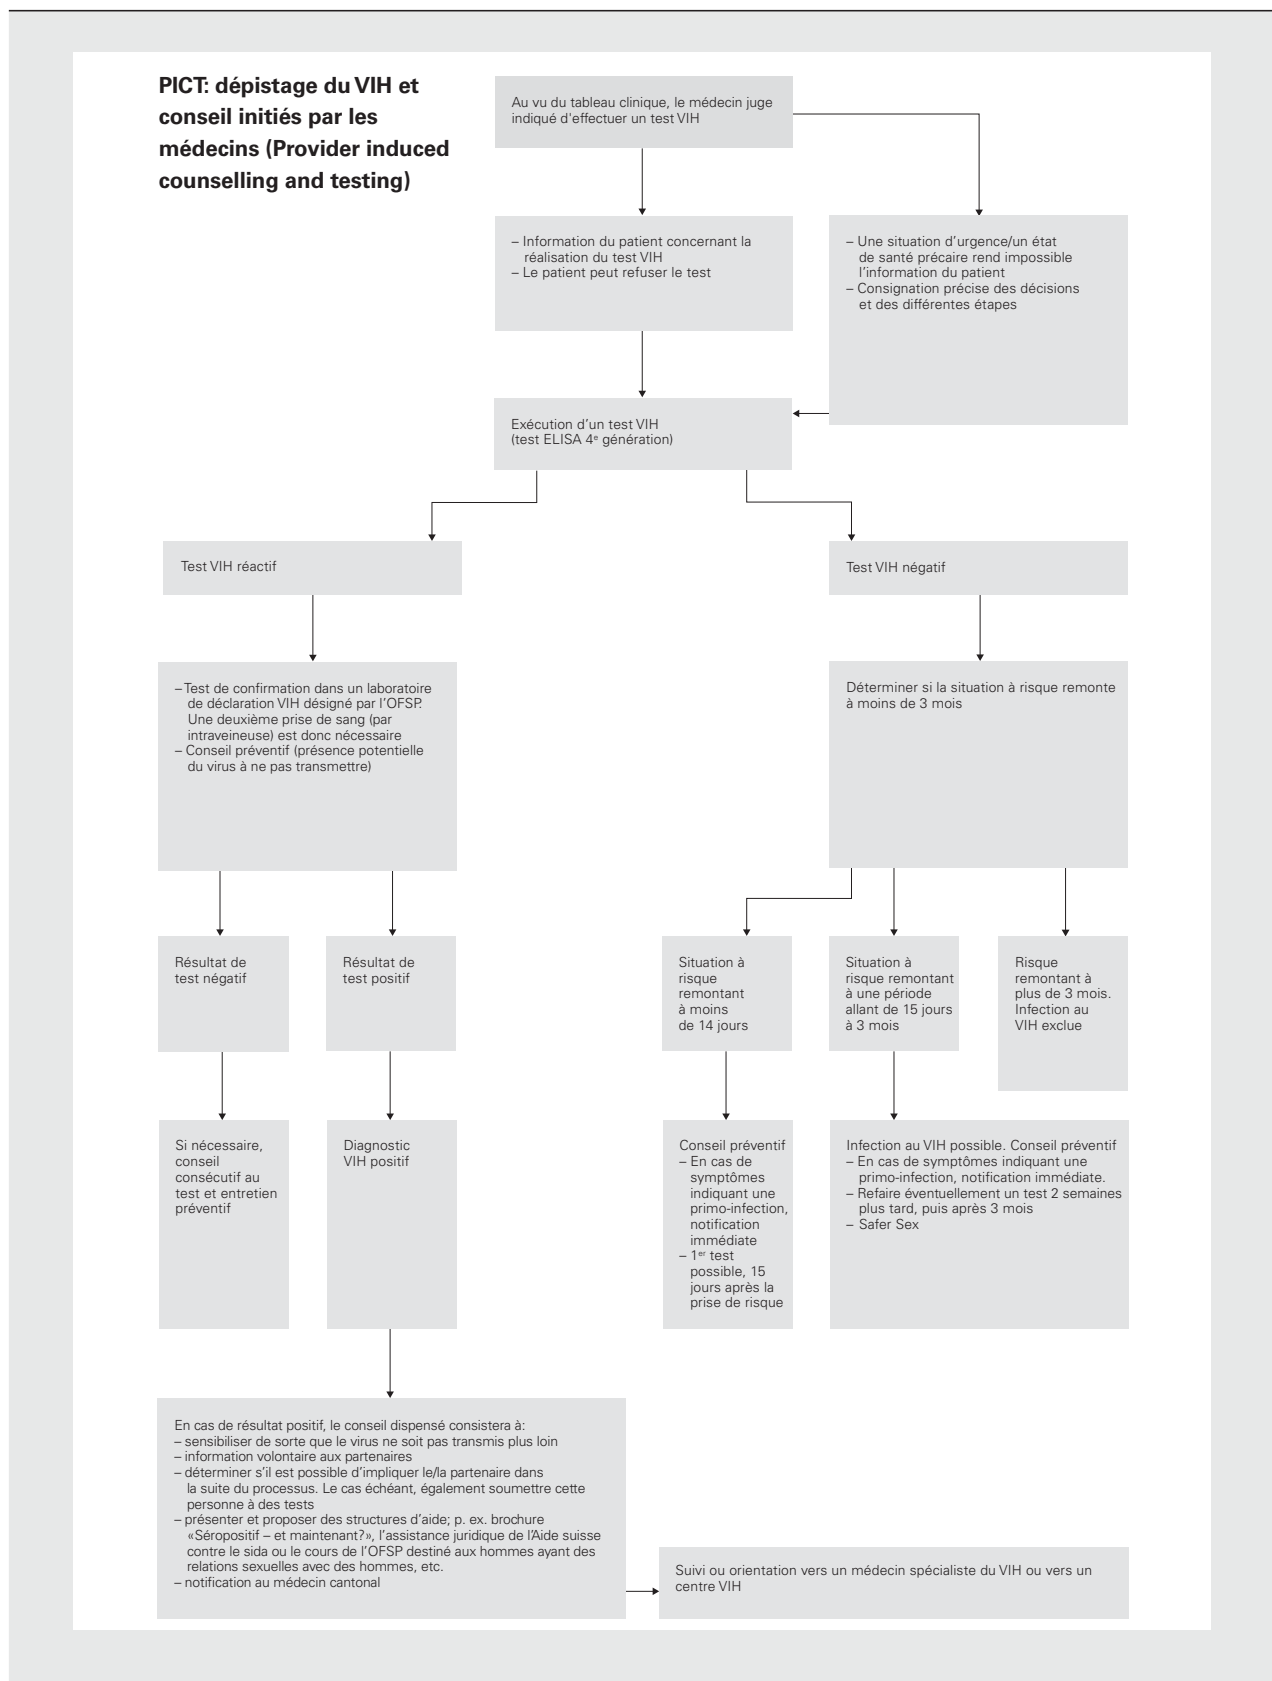 PICT: dépistage du VIH et
conseil initiés par les
médecins (Provider induced
counselling and testing)
Au vu du tableau clinique, le médecin juge
indiqué d'effectuer un test VIH
– Information du patient concernant la
réalisation du test VIH
– Le patient peut refuser le test
– Une situation d’urgence/un état
de santé précaire rend impossible
l’information du patient
– Consignation précise des décisions
et des différentes étapes
Exécution d’un test VIH
(test ELISA 4e génération)
Test VIH réactif
Test VIH négatif
– Test de confirmation dans un laboratoire
de déclaration VIH désigné par l’OFSP.
Une deuxième prise de sang (par
intraveineuse) est donc nécessaire
– Conseil préventif (présence potentielle
du virus à ne pas transmettre)
Déterminer si la situation à risque remonte
à moins de 3 mois
Résultat de
test négatif
Résultat de
test positif
Situation à
risque
remontant
à moins
de 14 jours
Situation à
risque remontant
à une période
allant de 15 jours
à 3 mois
Risque
remontant à
plus de 3 mois.
Infection au
VIH exclue
Si nécessaire,
conseil
consécutif au
test et entretien
préventif
Diagnostic
VIH positif
Conseil préventif
– En cas de
symptômes
indiquant une
primo-infection,
notification
immédiate
– 1er test
possible, 15
jours après la
prise de risque
Infection au VIH possible. Conseil préventif
– En cas de symptômes indiquant une
primo-infection, notification immédiate.
– Refaire éventuellement un test 2 semaines
plus tard, puis après 3 mois
– Safer Sex
En cas de résultat positif, le conseil dispensé consistera à:
– sensibiliser de sorte que le virus ne soit pas transmis plus loin
– information volontaire aux partenaires
– déterminer s’il est possible d’impliquer le/la partenaire dans
la suite du processus. Le cas échéant, également soumettre cette
personne à des tests
– présenter et proposer des structures d’aide; p. ex. brochure
«Séropositif – et maintenant?», l’assistance juridique de l’Aide suisse
contre le sida ou le cours de l’OFSP destiné aux hommes ayant des
relations sexuelles avec des hommes, etc.
– notification au médecin cantonal
Suivi ou orientation vers un médecin spécialiste du VIH ou vers un
centre VIH